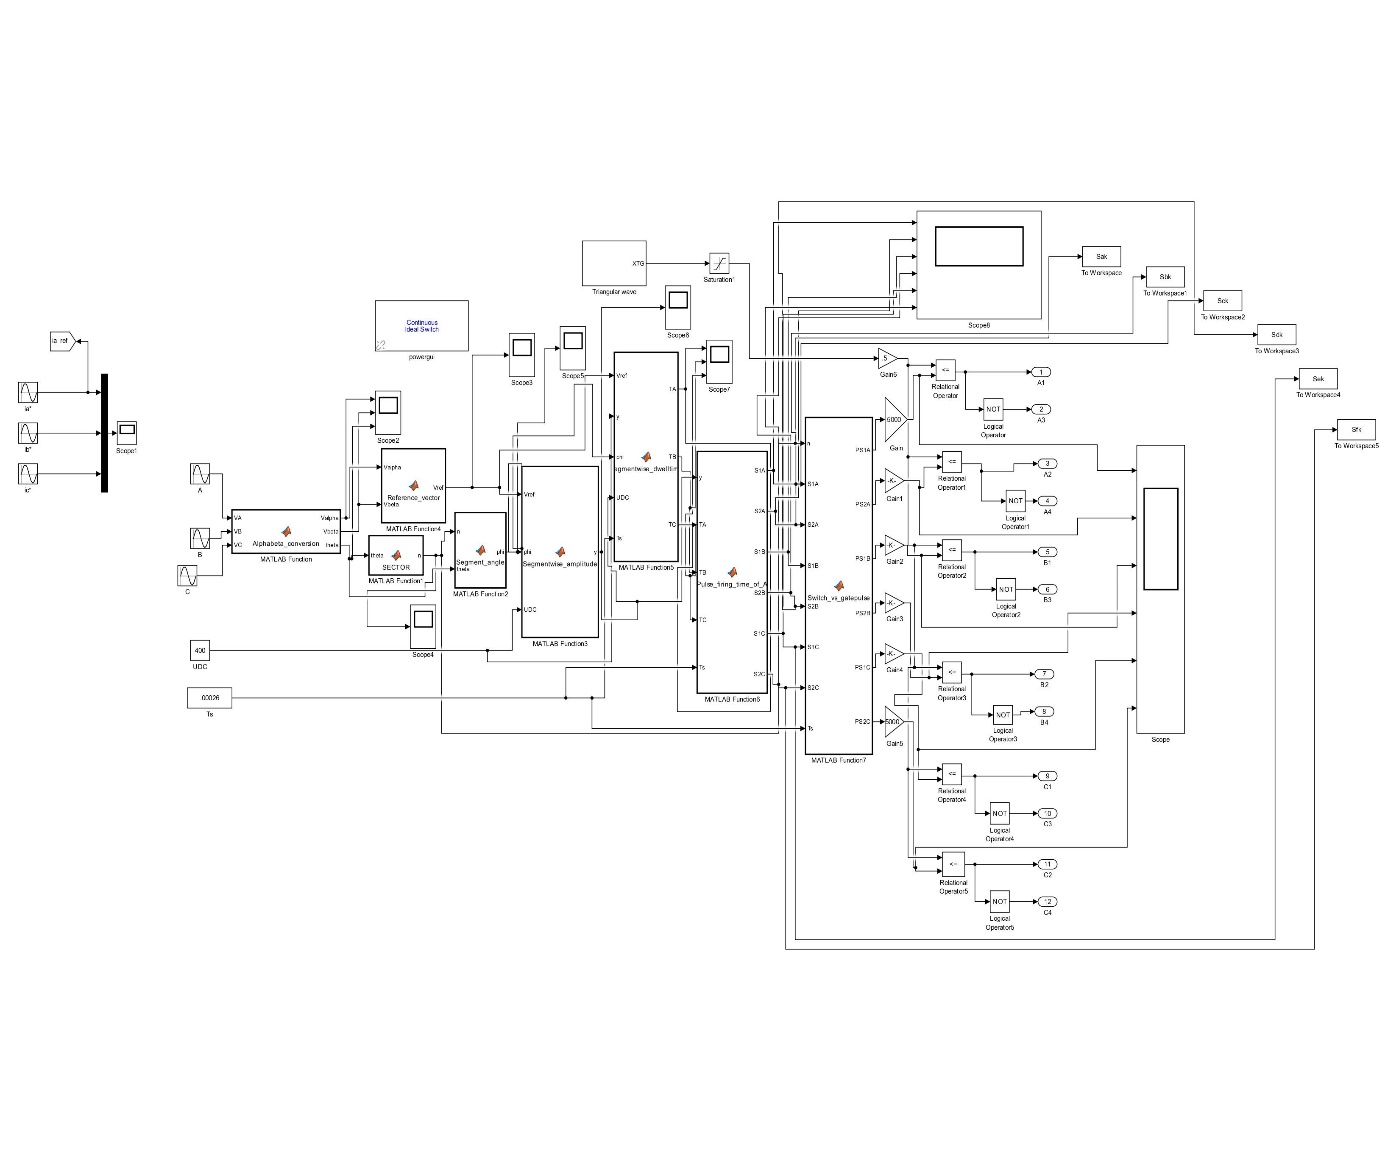 ia_ref
ia*
ib*
ic*
Scope1
Continuous
Ideal Switch
powergui
XTG
Triangular wave
Saturation1
Scope6
Scope3
Scope5
Scope7
Scope2
A
B
C
VA
VB
VC
Valpha
Vbeta
theta
Alphabeta_conversion
MATLAB Function
Valpha
Vbeta
Vref
Reference_vector
MATLAB Function4
theta
n
SECTOR
MATLAB Function1
n
theta
phi
Segment_angle
MATLAB Function2
Scope4
Vref
phi
UDC
y
Segmentwise_amplitude
MATLAB Function3
400
UDC
00026
Ts
Vref
y
phi
UDC
Ts
TA
TB
TC
MATLAB Function5
y
TA
TB
TC
Ts
S1A
S2A
S1B
S2B
S1C
S2C
Pulse_firing_time_of_A
MATLAB Function6
n
S1A
S2A
S1B
S2B
S1C
S2C
Ts
PS1A
PS2A
PS1B
PS2B
PS1C
PS2C
Switch_vs_gatepulse
MATLAB Function7
Scope8
.5
Gain6
6000
Gain
-K-
Gain1
-K-
Gain2
-K-
Gain3
-K-
Gain4
5000
Gain5
<=
Relational
Operator
1
A1
NOT
Logical
Operator
2
A3
<=
Relational
Operator1
3
A2
NOT
Logical
Operator1
4
A4
<=
Relational
Operator2
5
B1
NOT
Logical
Operator2
6
B3
<=
Relational
Operator3
7
B2
NOT
Logical
Operator3
8
B4
<=
Relational
Operator4
9
C1
NOT
Logical
Operator4
10
C3
<=
Relational
Operator5
11
C2
NOT
Logical
Operator5
12
C4
Scope
Sak
To Workspace
Sbk
To Workspace1
Sck
To Workspace2
Sdk
To Workspace3
Sek
To Workspace4
Sfk
To Workspace5